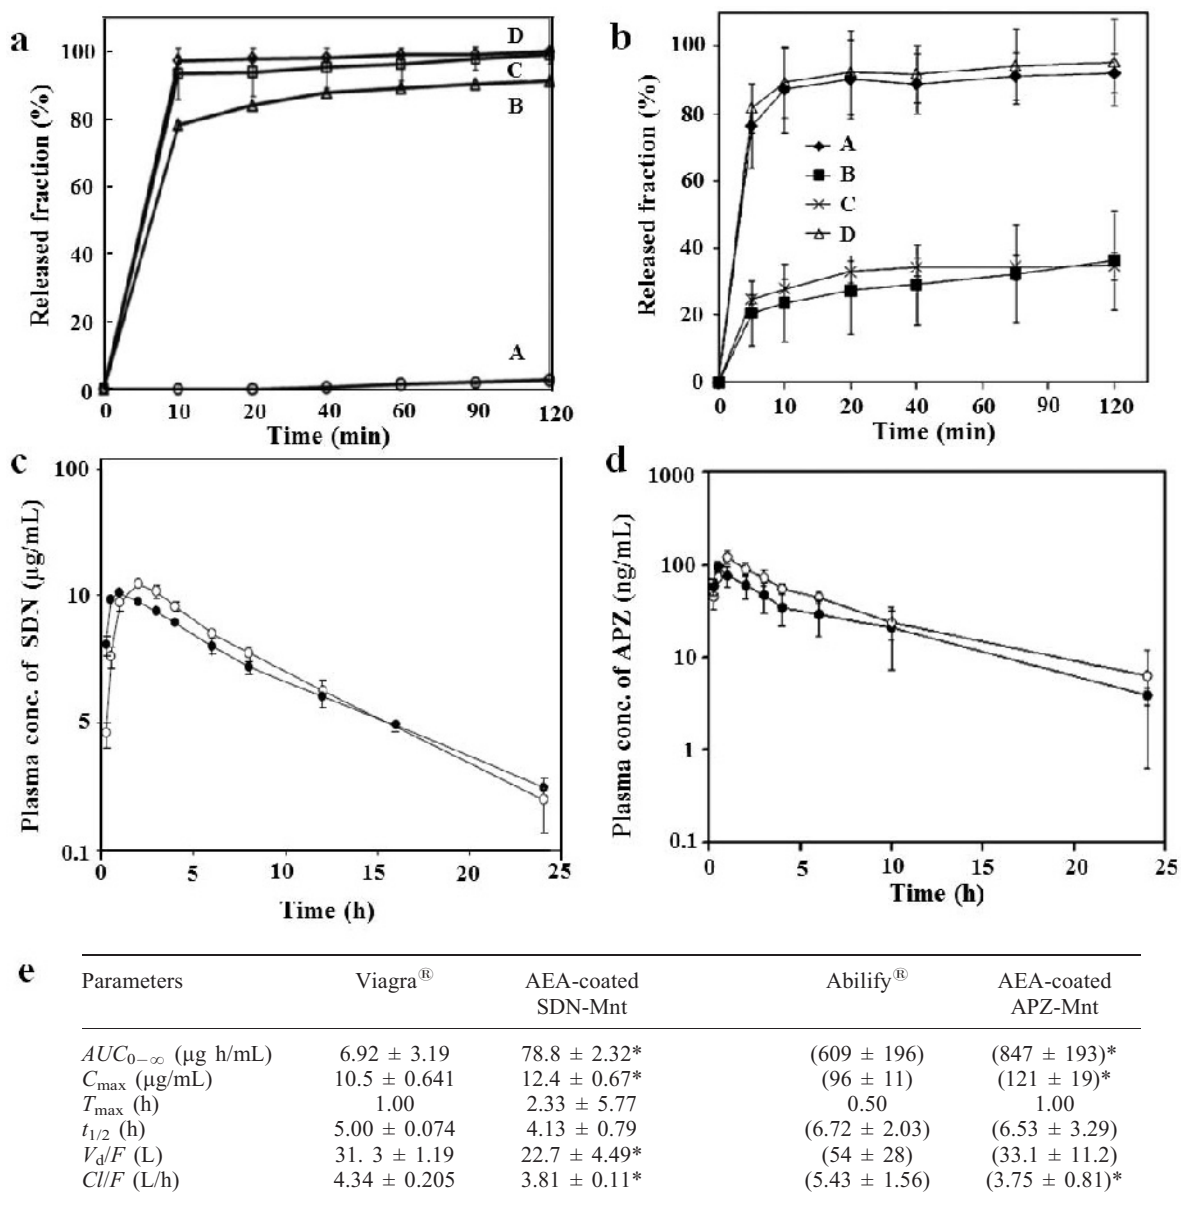 a
100
80
60
40
20
0
Released fraction (%)
D
C
B
A
0 10 20 40 60 90 120
Time (min)
b
100
80
60
40
20
0
Released fraction (%)
A
B
C
D
0 10 20 40 60 90 120
Time (min)
c
100
10
5
0.1
Plasma conc. of SDN (µg/mL)
0 5 10 15 20 25
Time (h)
d
1000
100
10
1
0.1
Plasma conc. of APZ (ng/mL)
0 5 10 15 20 25
Time (h)
e
Parameters Viagra® AEA-coated Abilify® AEA-coated
SDN-Mnt APZ-Mnt
AUC0−∞ (µg h/mL) 6.92 ± 3.19 78.8 ± 2.32* (609 ± 196) (847 ± 193)*
Cmax (µg/mL) 10.5 ± 0.641 12.4 ± 0.67* (96 ± 11) (121 ± 19)*
Tmax (h) 1.00 2.33 ± 5.77 0.50 1.00
t1/2 (h) 5.00 ± 0.074 4.13 ± 0.79 (6.72 ± 2.03) (6.53 ± 3.29)
Vd/F (L) 31. 3 ± 1.19 22.7 ± 4.49* (54 ± 28) (33.1 ± 11.2)
Cl/F (L/h) 4.34 ± 0.205 3.81 ± 0.11* (5.43 ± 1.56) (3.75 ± 0.81)*